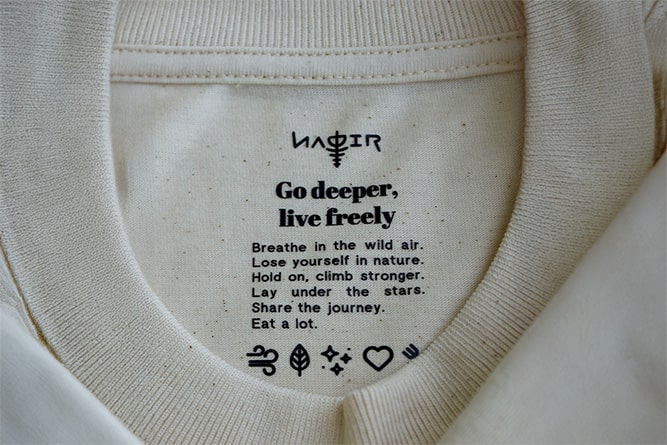 Go deeper,
live freely
Breathe in the wild air.
Lose yourself in nature.
Hold on, climb stronger.
Lay under the stars.
Share the journey.
Eat a lot.